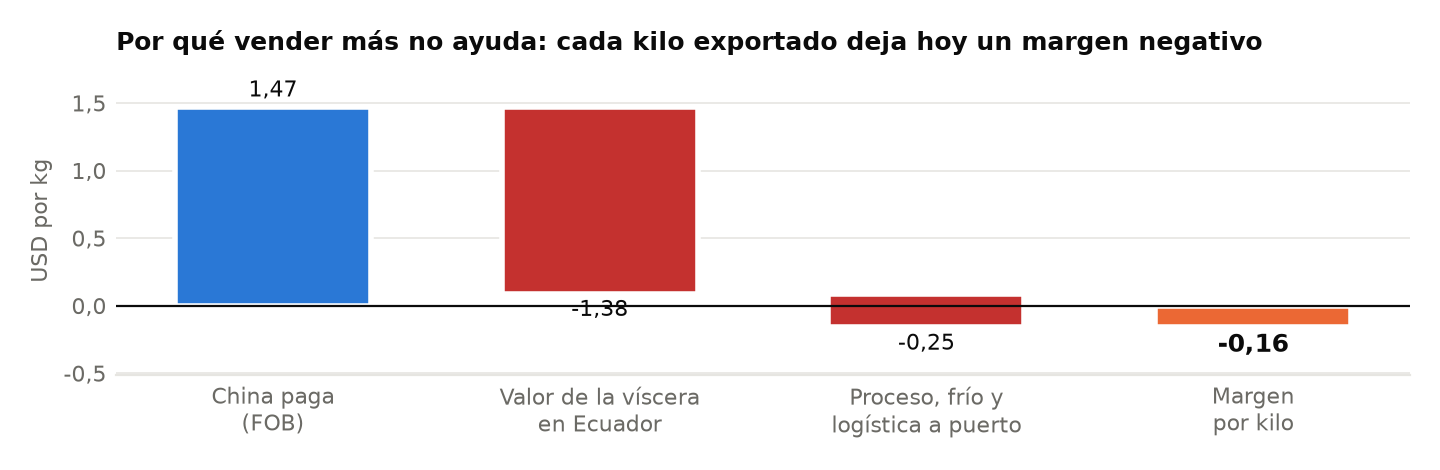 Por qué vender más no ayuda: cada kilo exportado deja hoy un margen negativo
1,47
1,5
1,0
USD por kg
0,5
0,0
-1,38
-0,25
-0,16
-0,5
China paga
(FOB)
Valor de la víscera
en Ecuador
Proceso, frío y
logística a puerto
Margen
por kilo